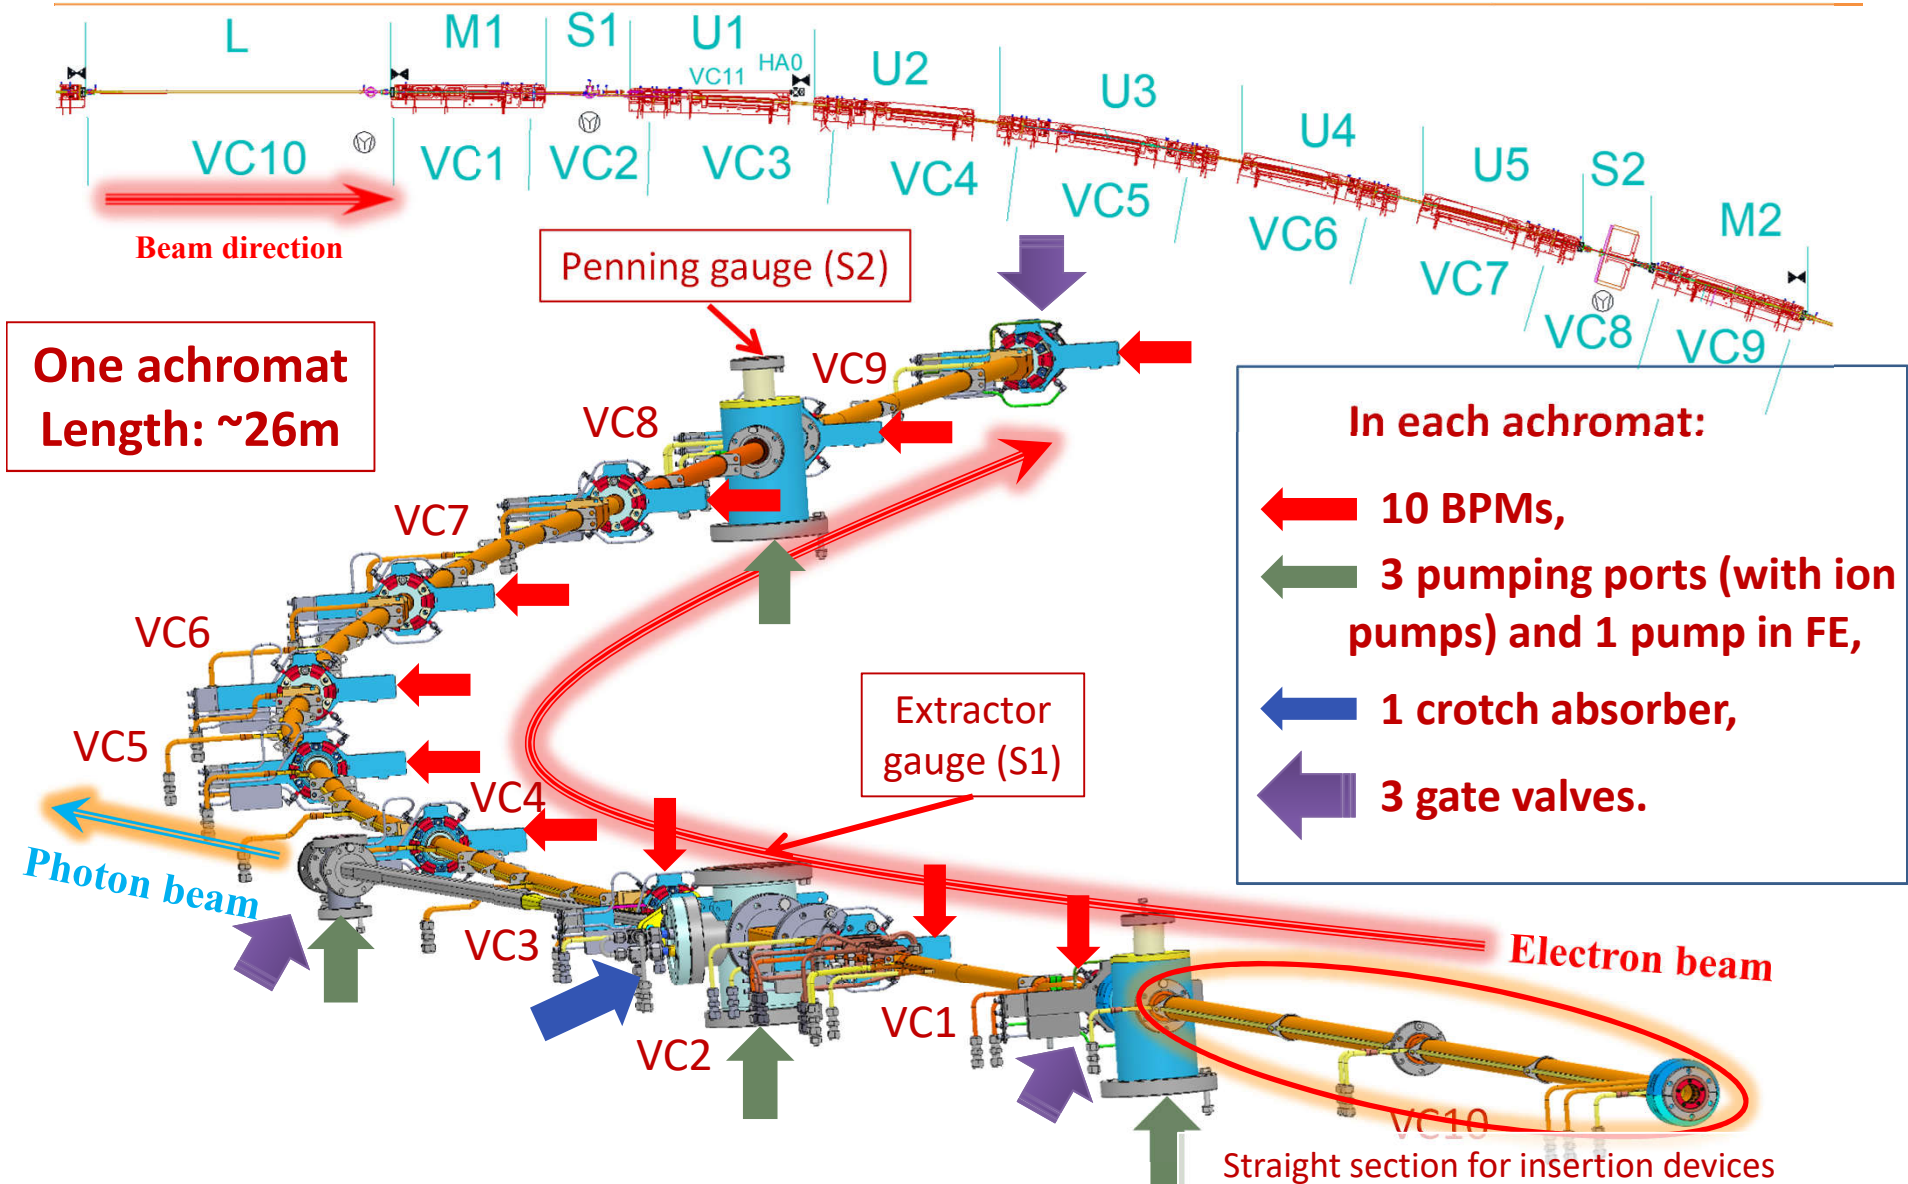 L
M1
S1
U1
VC11
HA0
U2
U3
U4
U5
S2
M2
VC10
VC1
VC2
VC3
VC4
VC5
VC6
VC7
VC8
VC9
Beam direction
Penning gauge (S2)
One achromat
Length: ~26m
VC9
VC8
VC7
VC6
VC5
VC4
VC3
VC2
VC1
VC10
Extractor
gauge (S1)
Photon beam
Electron beam
Straight section for insertion devices
In each achromat:
10 BPMs,
3 pumping ports (with ion
pumps) and 1 pump in FE,
1 crotch absorber,
3 gate valves.